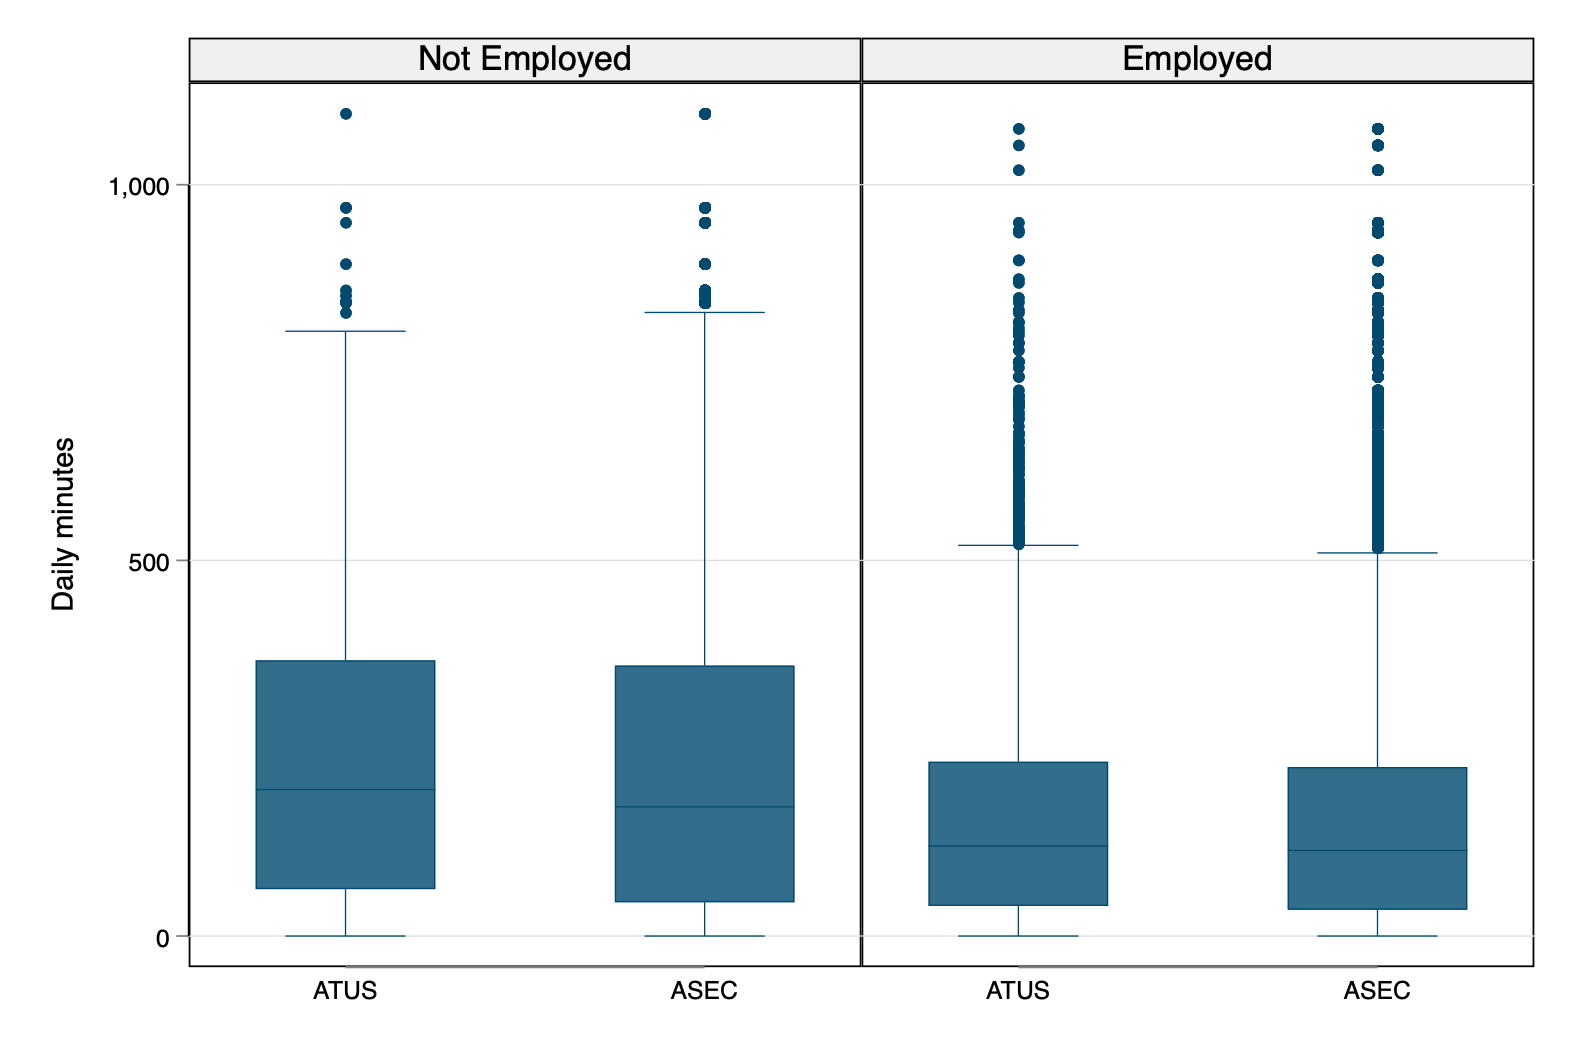 Not Employed
Employed
1,000
500
0
Daily minutes
ATUS
ASEC
ATUS
ASEC